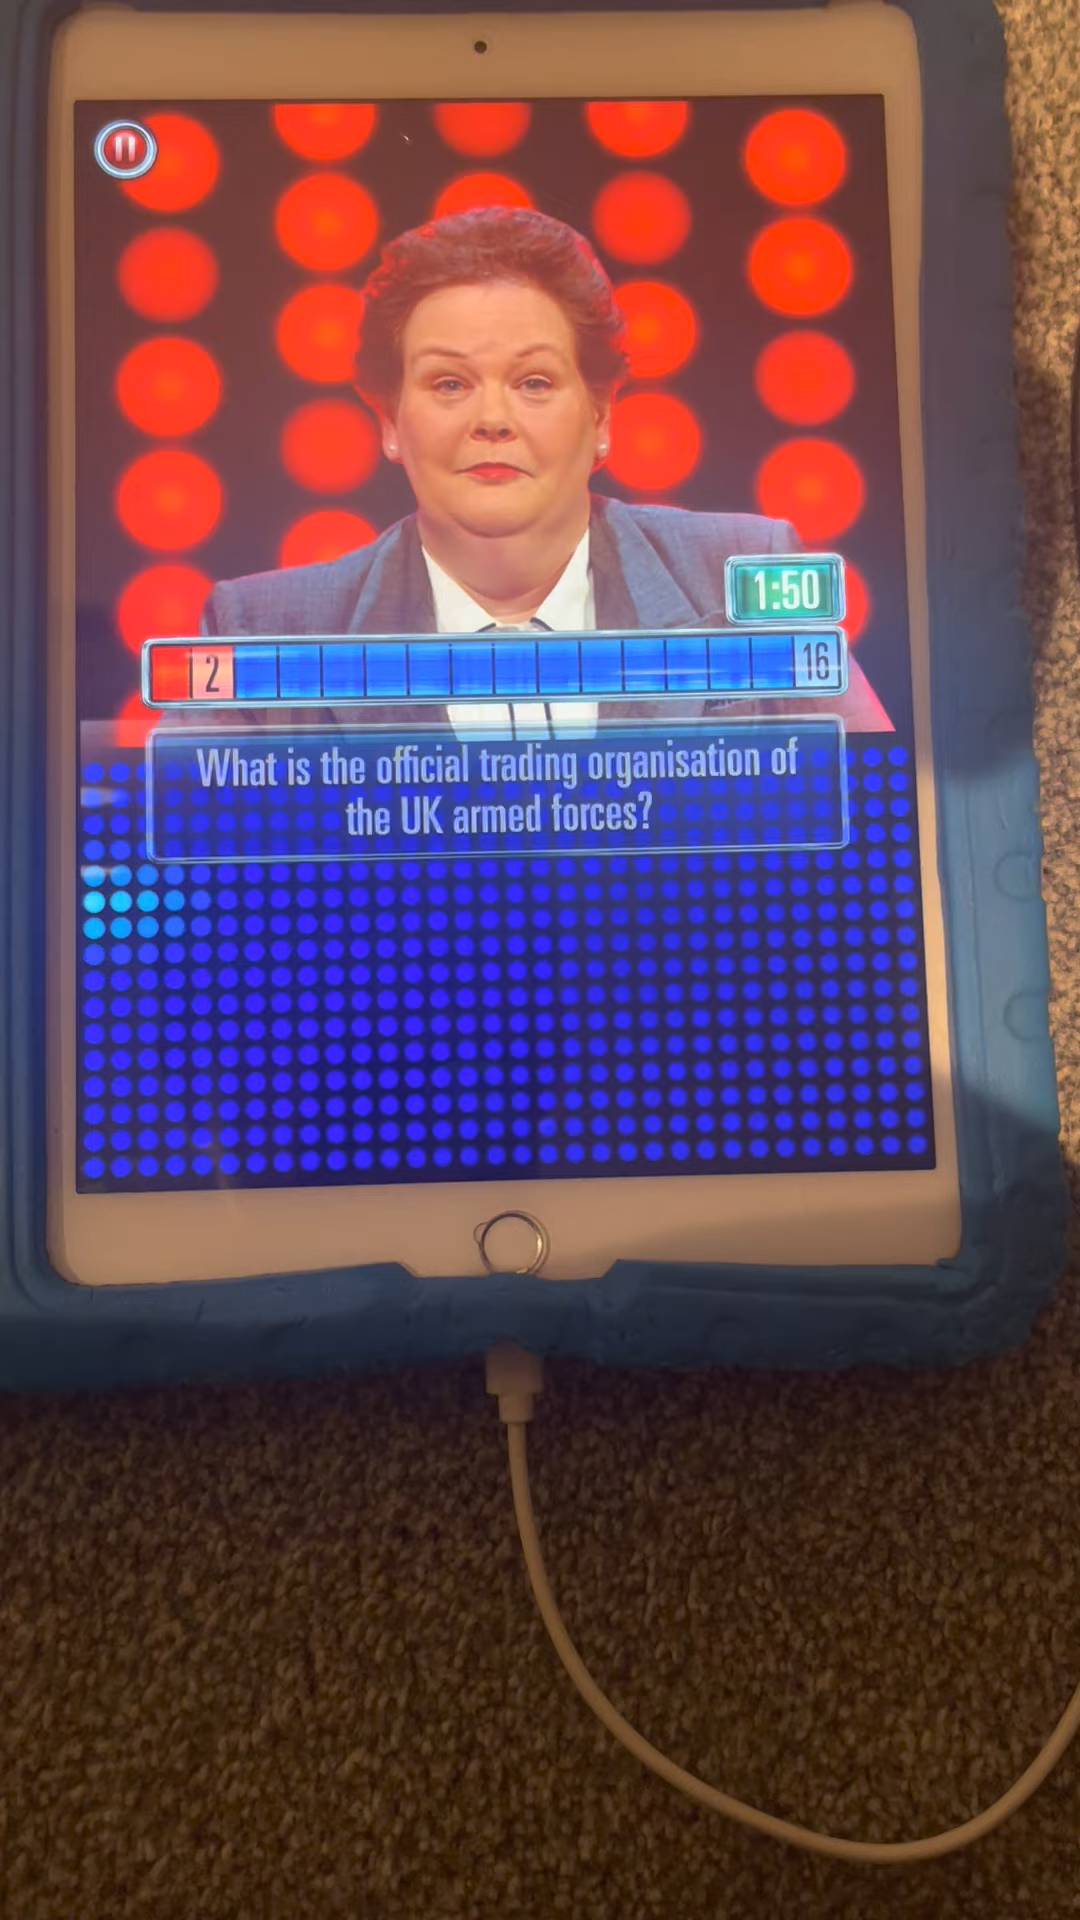 1:50
2
16
What is the official trading organisation of
the UK armed forces?